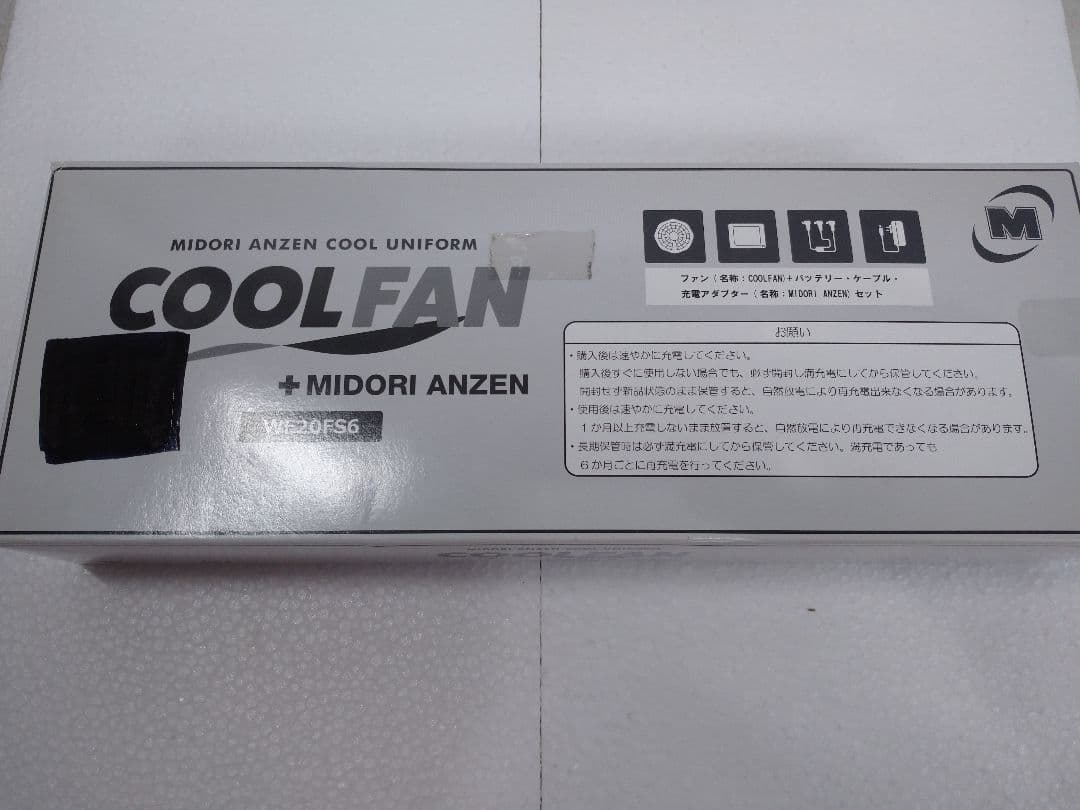 MIDORI ANZEN COOL UNIFORM
COOLFAN
+MIDORI ANZEN
WE20FS6
M
ファン(名称:COOLFAN)+バッテリー・ケーブル・
充電アダプター(名称:MIDORI ANZEN)セット
お願い
・購入後は速やかに充電してください。
購入後すぐに使用しない場合でも、必ず開封し満充電にしてから保管してください。
開封せず新品状態のまま保管すると、自然放電により再充電出来なくなる場合があります。
・使用後は速やかに充電してください。
1か月以上充電しないまま放置すると、自然放電により再充電できなくなる場合があります。
・長期保管時は必ず満充電にしてから保管してください。満充電であっても
6か月ごとに再充電を行ってください。
MIDORI ANZEN COOL UNIFORM
COOLFAN